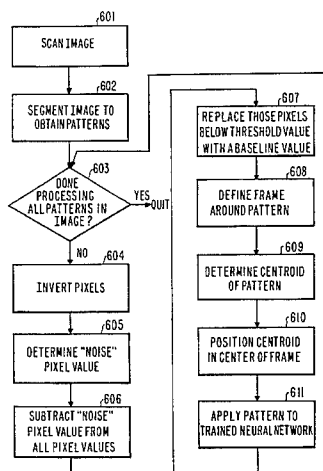 601
SCAN IMAGE
602
SEGMENT IMAGE TO
OBTAIN PATTERNS
603
DONE
PROCESSING
ALL PATTERNS IN
IMAGE?
YES
QUIT
NO
604
INVERT PIXELS
605
DETERMINE "NOISE"
PIXEL VALUE
606
SUBTRACT "NOISE"
PIXEL VALUE FROM
ALL PIXEL VALUES
607
REPLACE THOSE PIXELS
BELOW THRESHOLD VALUE
WITH A BASELINE VALUE
608
DEFINE FRAME
AROUND PATTERN
609
DETERMINE CENTROID
OF PATTERN
610
POSITION CENTROID
IN CENTER OF FRAME
611
APPLY PATTERN TO
TRAINED NEURAL NETWORK